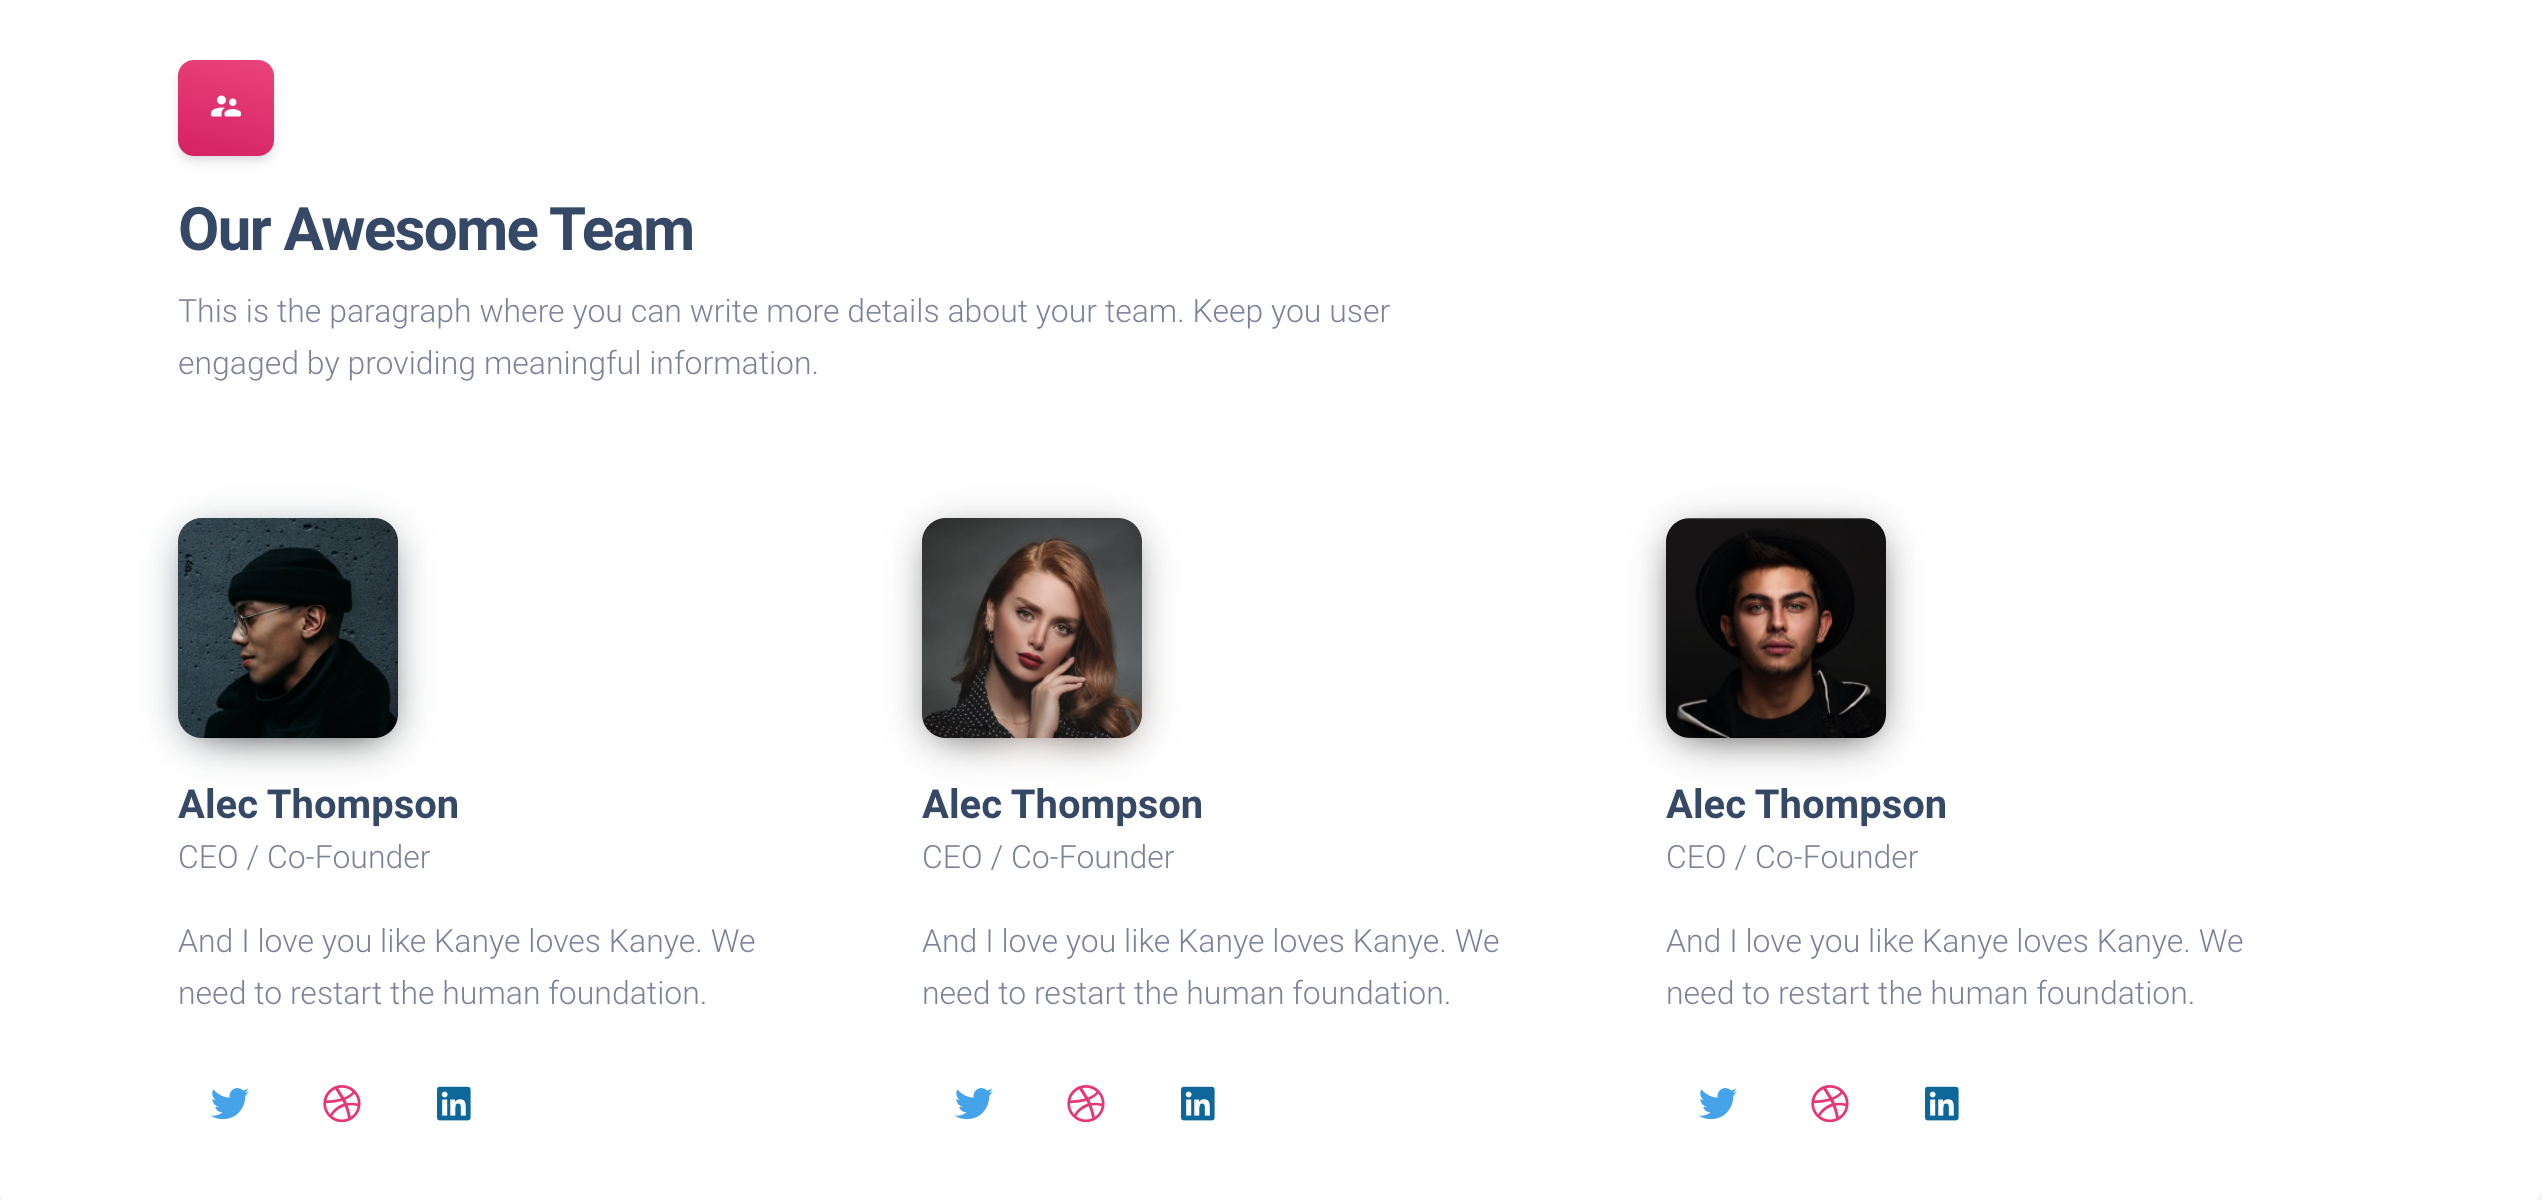 Our Awesome Team
This is the paragraph where you can write more details about your team. Keep you user
engaged by providing meaningful information.
Alec Thompson
CEO / Co-Founder
And I love you like Kanye loves Kanye. We
need to restart the human foundation.
in
Alec Thompson
CEO / Co-Founder
And I love you like Kanye loves Kanye. We
need to restart the human foundation.
in
Alec Thompson
CEO / Co-Founder
And I love you like Kanye loves Kanye. We
need to restart the human foundation.
in